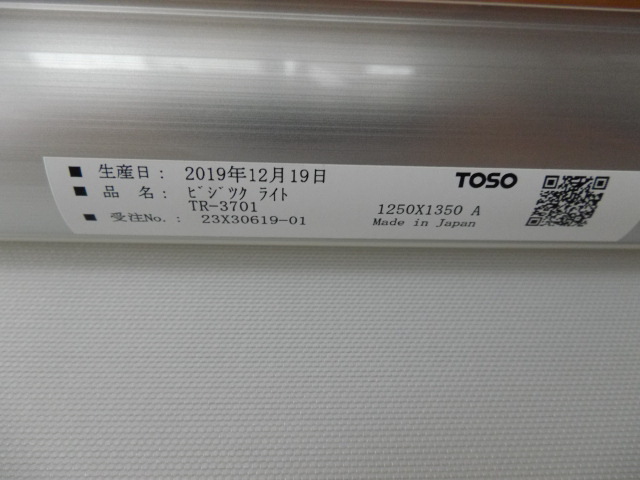 ■ 生産日： 2019年12月19日
■ 品 名： ﾋﾞｼﾞﾂｸ ﾗｲﾄ
TR-3701
■ 受注No.： 23X30619-01
TOSO
1250X1350 A
Made in Japan